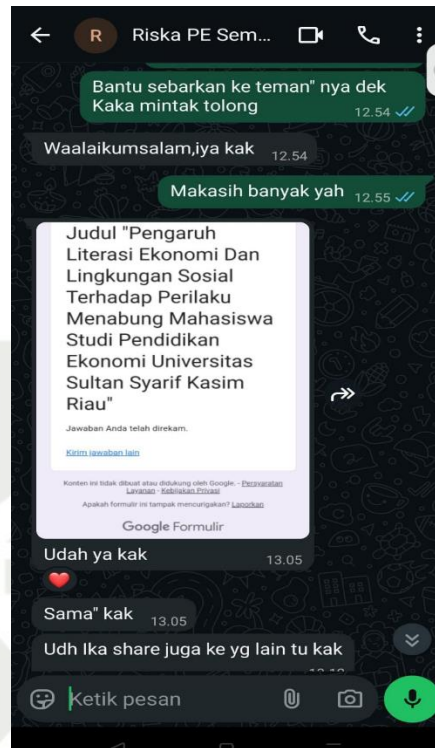 Riska PE Sem...
Bantu sebarkan ke teman" nya dek
Kaka mintak tolong
12.54
Waalaikumsalam,iya kak
12.54
Makasih banyak yah
12.55
Judul "Pengaruh
Literasi Ekonomi Dan
Lingkungan Sosial
Terhadap Perilaku
Menabung Mahasiswa
Studi Pendidikan
Ekonomi Universitas
Sultan Syarif Kasim
Riau"
Jawaban Anda telah direkam.
Kirim jawaban lain
Konten ini tidak dibuat atau didukung oleh Google. - Persyaratan
Layanan - Kebijakan Privasi
Apakah formulir ini tampak mencurigakan? Laporkan
Google Formulir
Udah ya kak
13.05
Sama" kak
13.05
Udh Ika share juga ke yg lain tu kak
Ketik pesan